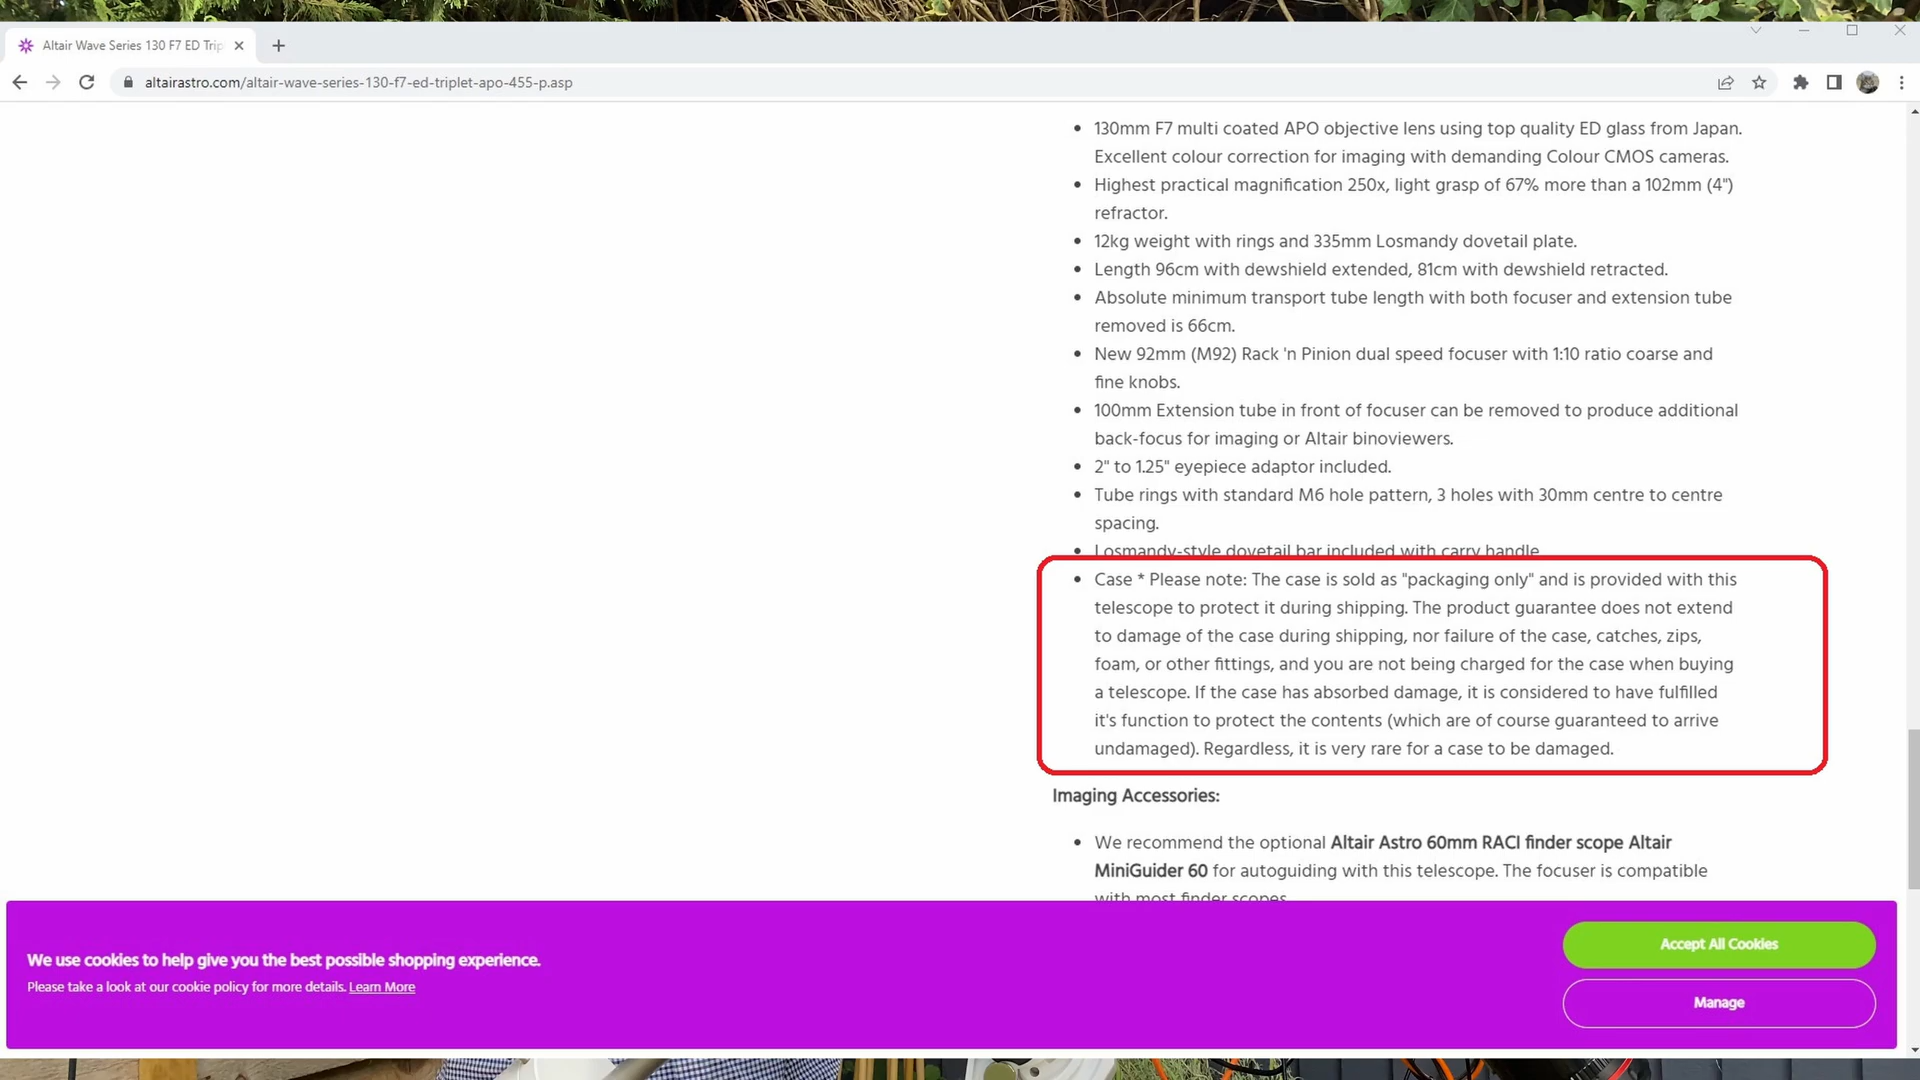 Altair Wave Series 130 F7 ED Trip
altairastro.com/altair-wave-series-130-f7-ed-triplet-apo-455-p.asp
130mm F7 multi coated APO objective lens using top quality ED glass from Japan.
Excellent colour correction for imaging with demanding Colour CMOS cameras.
Highest practical magnification 250x, light grasp of 67% more than a 102mm (4")
refractor.
12kg weight with rings and 335mm Losmandy dovetail plate.
Length 96cm with dewshield extended, 81cm with dewshield retracted.
Absolute minimum transport tube length with both focuser and extension tube
removed is 66cm.
New 92mm (M92) Rack 'n Pinion dual speed focuser with 1:10 ratio coarse and
fine knobs.
100mm Extension tube in front of focuser can be removed to produce additional
back-focus for imaging or Altair binoviewers.
2" to 1.25" eyepiece adaptor included.
Tube rings with standard M6 hole pattern, 3 holes with 30mm centre to centre
spacing.
Losmandy-style dovetail bar included with carry handle
Case * Please note: The case is sold as "packaging only" and is provided with this
telescope to protect it during shipping. The product guarantee does not extend
to damage of the case during shipping, nor failure of the case, catches, zips,
foam, or other fittings, and you are not being charged for the case when buying
a telescope. If the case has absorbed damage, it is considered to have fulfilled
it's function to protect the contents (which are of course guaranteed to arrive
undamaged). Regardless, it is very rare for a case to be damaged.
Imaging Accessories:
We recommend the optional Altair Astro 60mm RACI finder scope Altair
MiniGuider 60 for autoguiding with this telescope. The focuser is compatible
with most finder scopes.
We use cookies to help give you the best possible shopping experience.
Please take a look at our cookie policy for more details. Learn More
Accept All Cookies
Manage